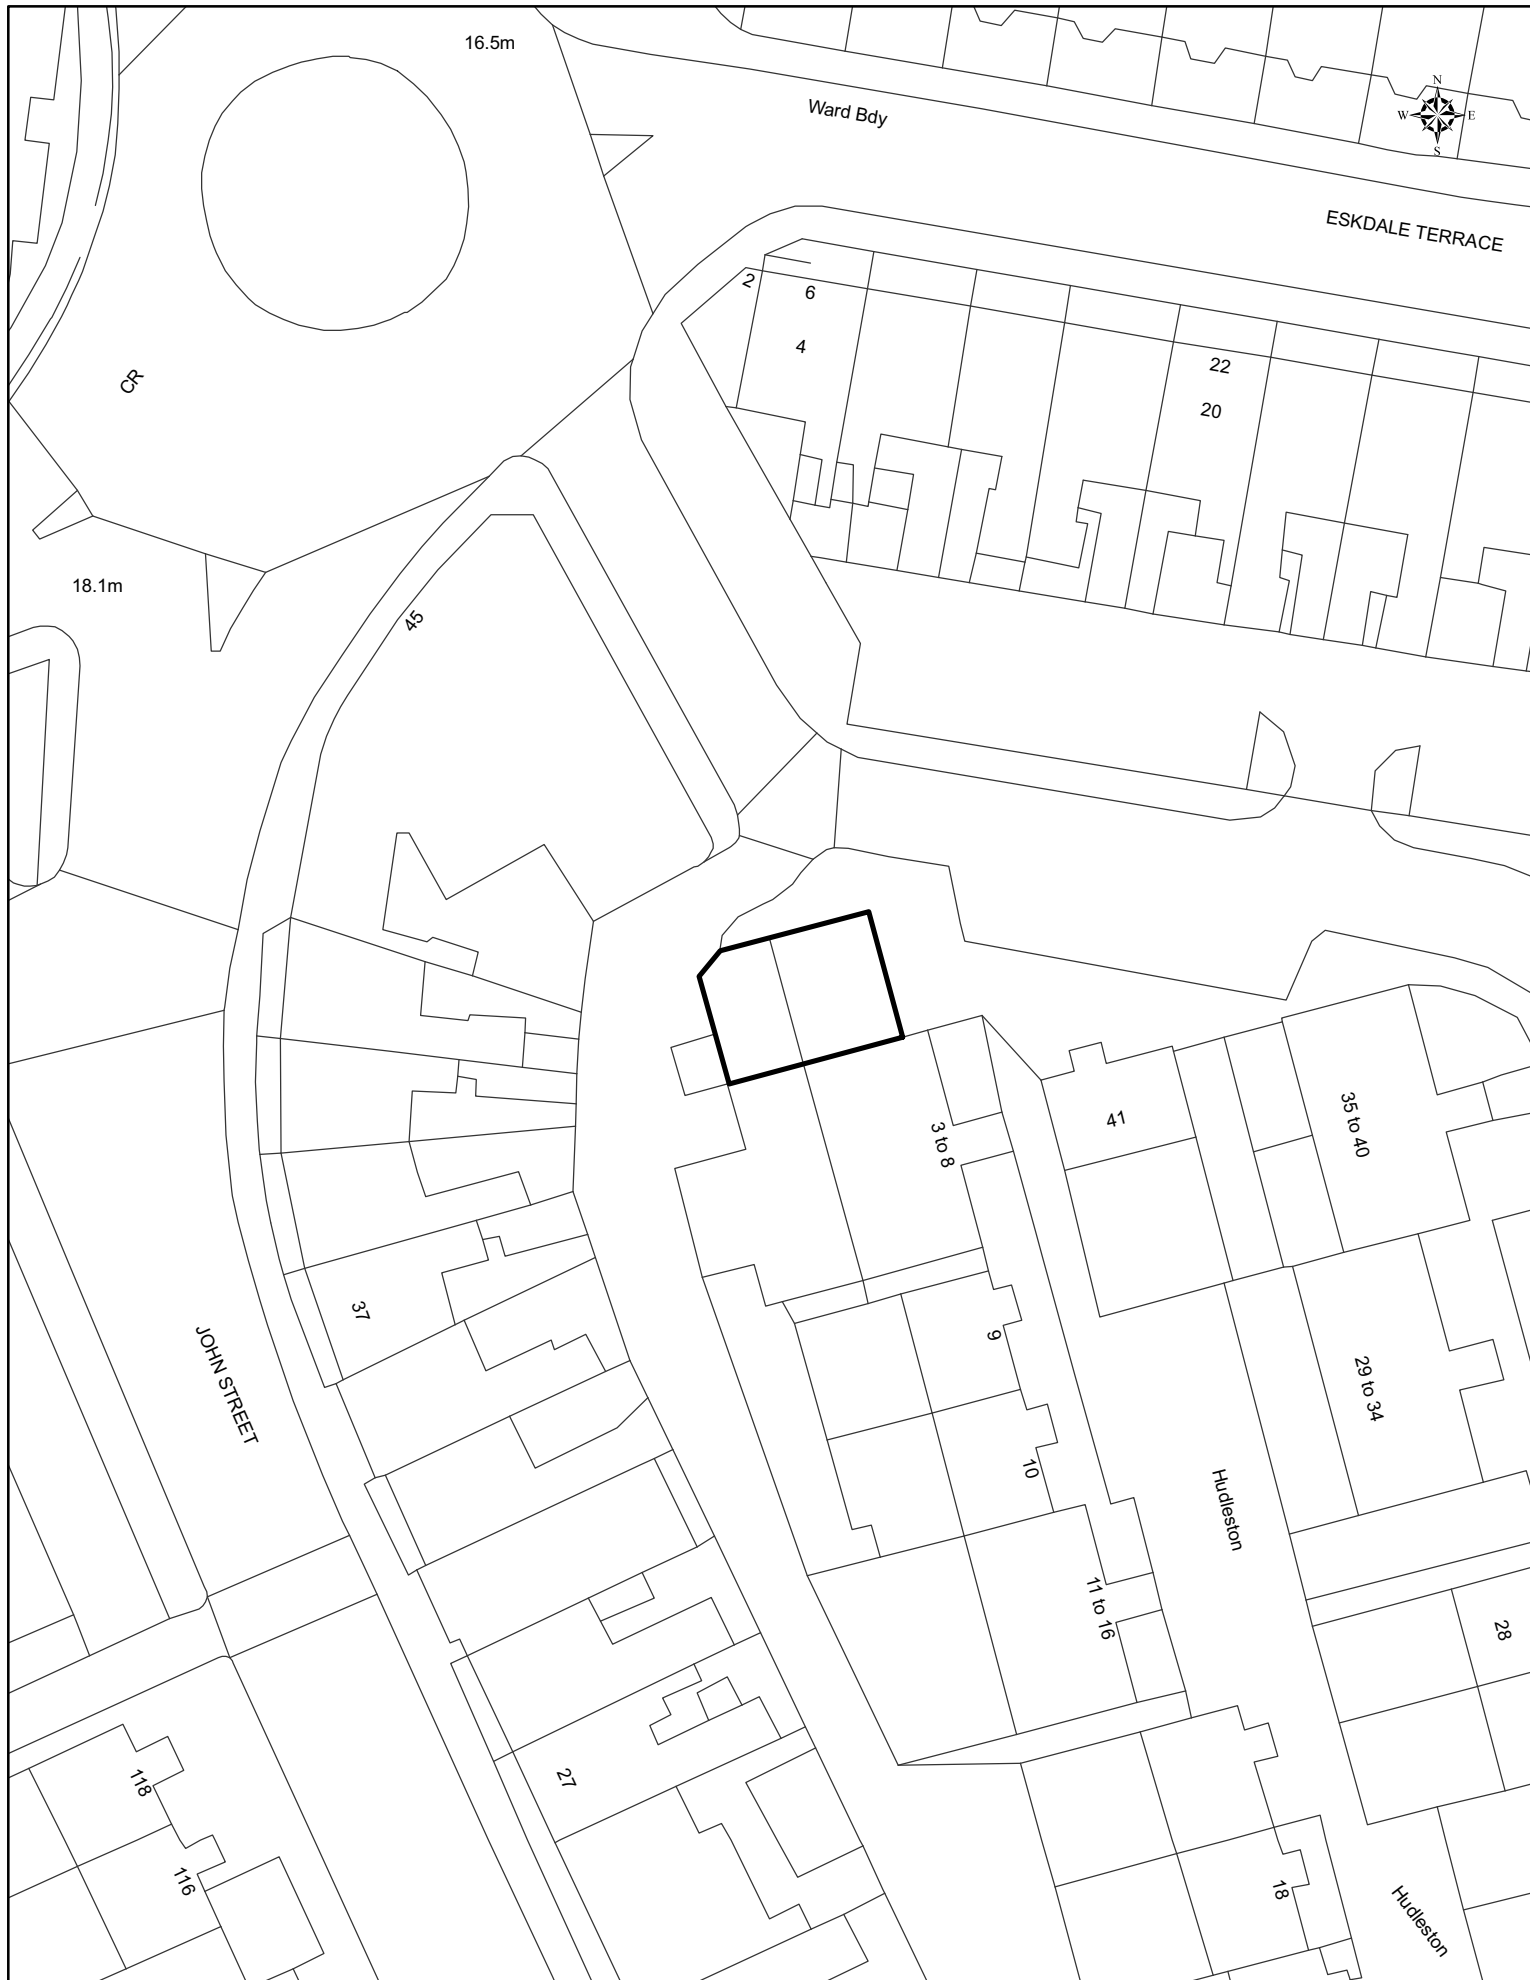 16.5m
Ward Bdy
N
W E
S
ESKDALE TERRACE
2
6
4
22
20
CR
18.1m
45
3 to 8
41
35 to 40
37
9
JOHN STREET
29 to 34
10
Hudleston
11 to 16
28
27
118
116
18
Hudleston